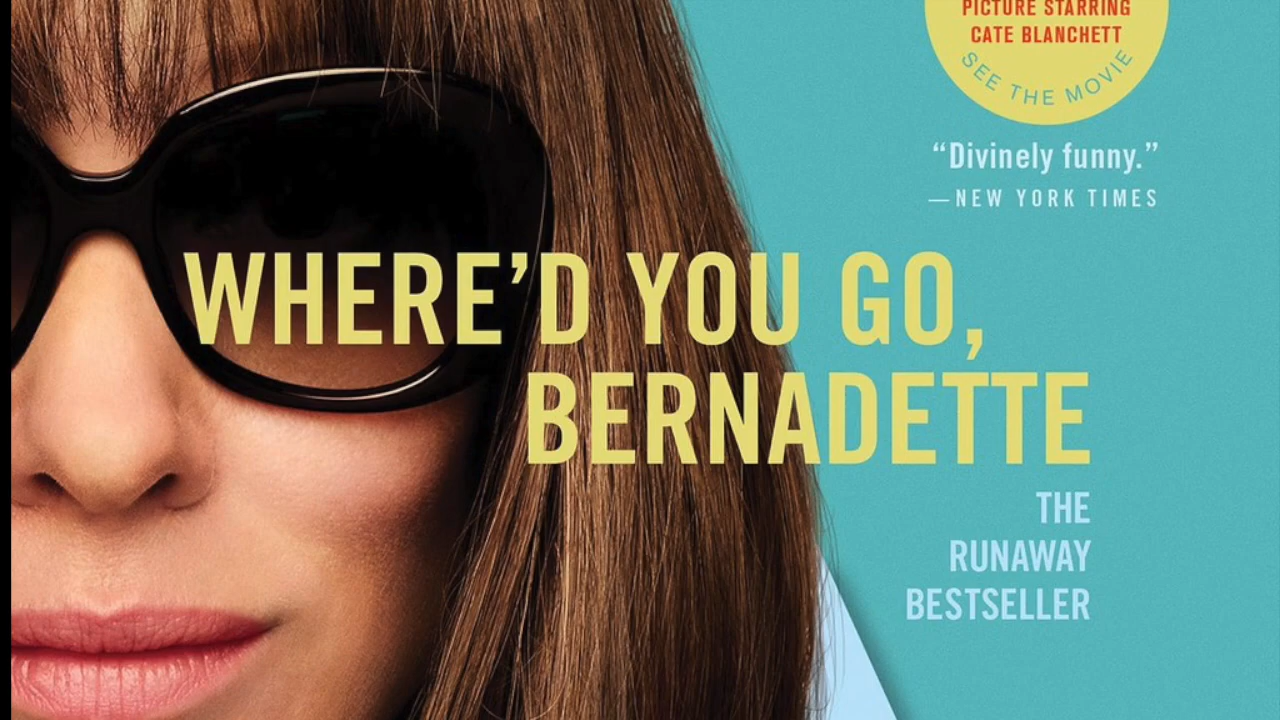 PICTURE STARRING
CATE BLANCHETT
SEE THE MOVIE
“Divinely funny.”
—NEW YORK TIMES
WHERE’D YOU GO,
BERNADETTE
THE
RUNAWAY
BESTSELLER